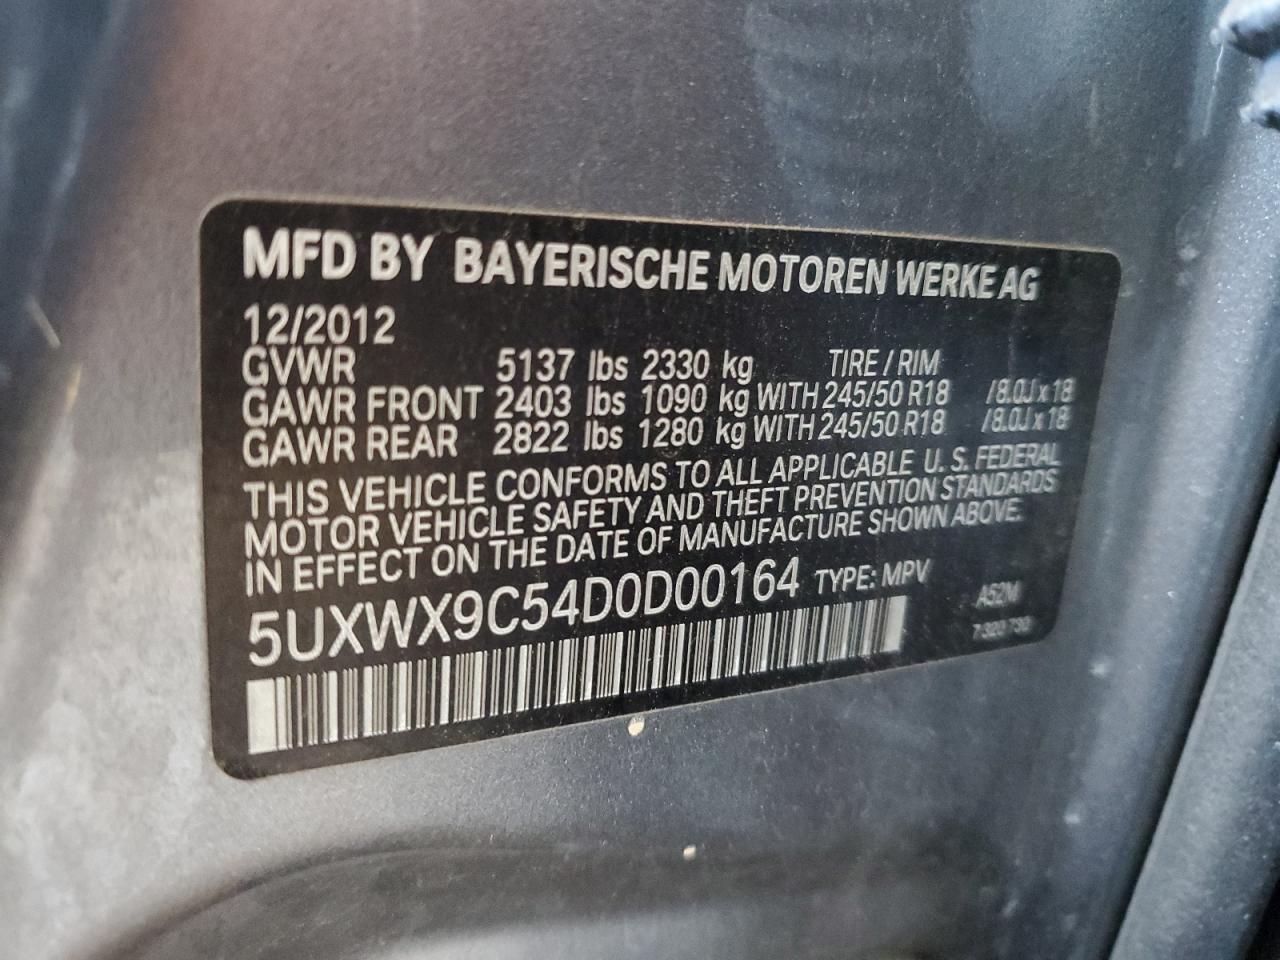 MFD BY BAYERISCHE MOTOREN WERKE AG
12/2012
GVWR 5137 lbs 2330 kg TIRE / RIM
GAWR FRONT 2403 lbs 1090 kg WITH 245/50 R18 /8.0J x 18
GAWR REAR 2822 lbs 1280 kg WITH 245/50 R18 /8.0J x 18
THIS VEHICLE CONFORMS TO ALL APPLICABLE U. S. FEDERAL
MOTOR VEHICLE SAFETY AND THEFT PREVENTION STANDARDS
IN EFFECT ON THE DATE OF MANUFACTURE SHOWN ABOVE.
5UXWX9C54D0D00164 TYPE: MPV
A52M
7 320 730